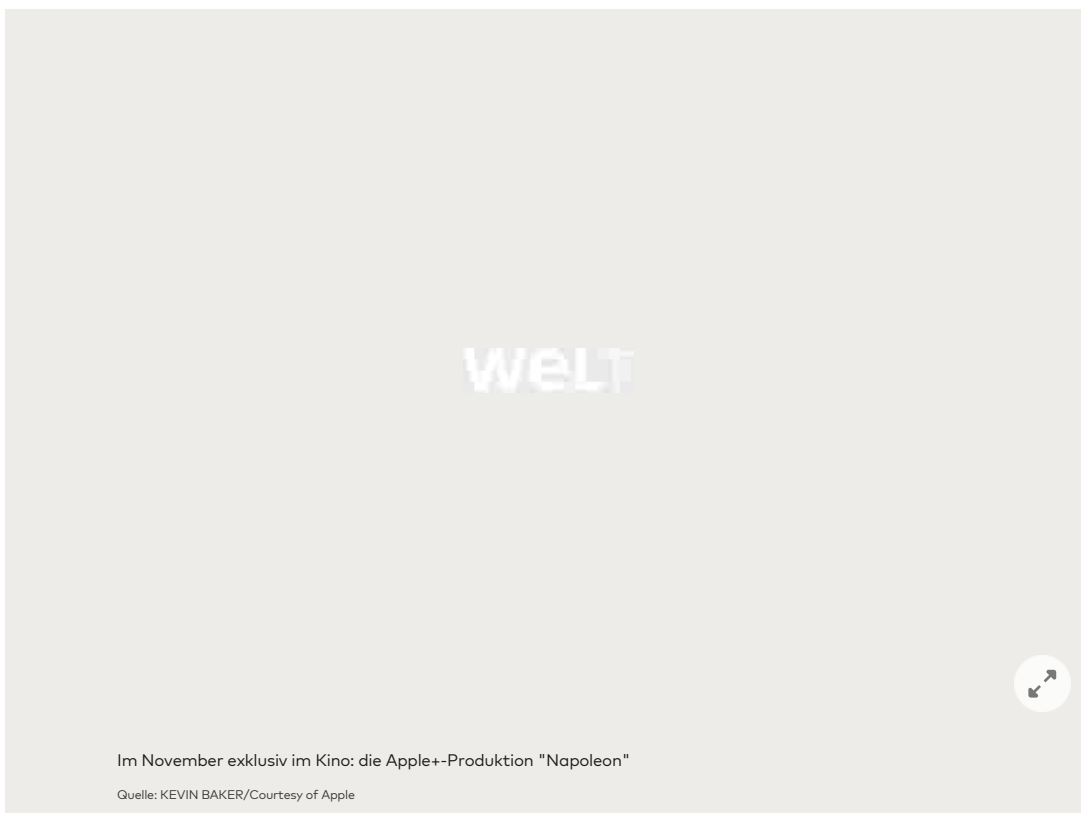 welt
Im November exklusiv im Kino: die Apple+-Produktion "Napoleon"
Quelle: KEVIN BAKER/Courtesy of Apple